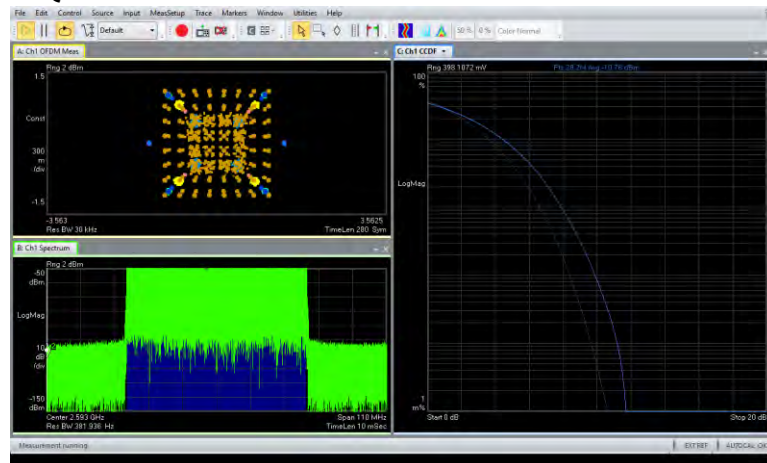 File Edit Control Source Input MeasSetup Trace Markers Window Utilities Help
Default
50 % 0 % Color Normal
A: Ch1 OFDM Meas
Rng 2 dBm
1.5
Const
300
m
/div
-1.5
-3.563
3.5625
Res BW 30 kHz
TimeLen 280 Sym
B: Ch1 Spectrum
Rng 2 dBm
-50
dBm
LogMag
10
dB
/div
-150
dBm
Center 2.593 GHz
Span 110 MHz
Res BW 381.938 Hz
TimeLen 10 mSec
C: Ch1 CCDF
Rng 398.1072 mV
100
%
LogMag
1
m%
Start 0 dB
Stop 20 dB
Measurement running
EXT REF
AUTOCAL: OK